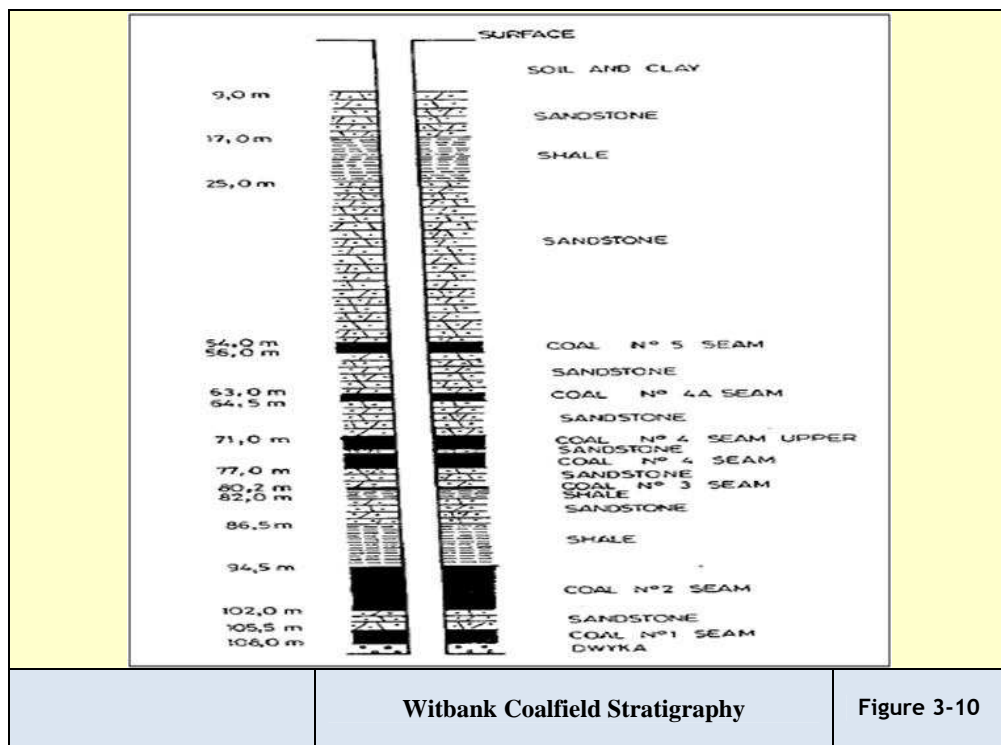 SURFACE
SOIL AND CLAY
9,0 m
SANDSTONE
17,0 m
SHALE
25,0 m
SANDSTONE
54,0 m COAL Nº 5 SEAM
56,0 m
SANDSTONE
63,0 m COAL Nº 4A SEAM
64,5 m
SANDSTONE
71,0 m COAL Nº 4 SEAM UPPER
SANDSTONE
COAL Nº 4 SEAM
77,0 m SANDSTONE
80,2 m COAL Nº 3 SEAM
82,0 m SHALE
SANDSTONE
86,5 m
SHALE
94,5 m
COAL Nº2 SEAM
102,0 m
SANDSTONE
105,5 m
COAL Nº1 SEAM
108,0 m
DWYKA
Witbank Coalfield Stratigraphy Figure 3-10